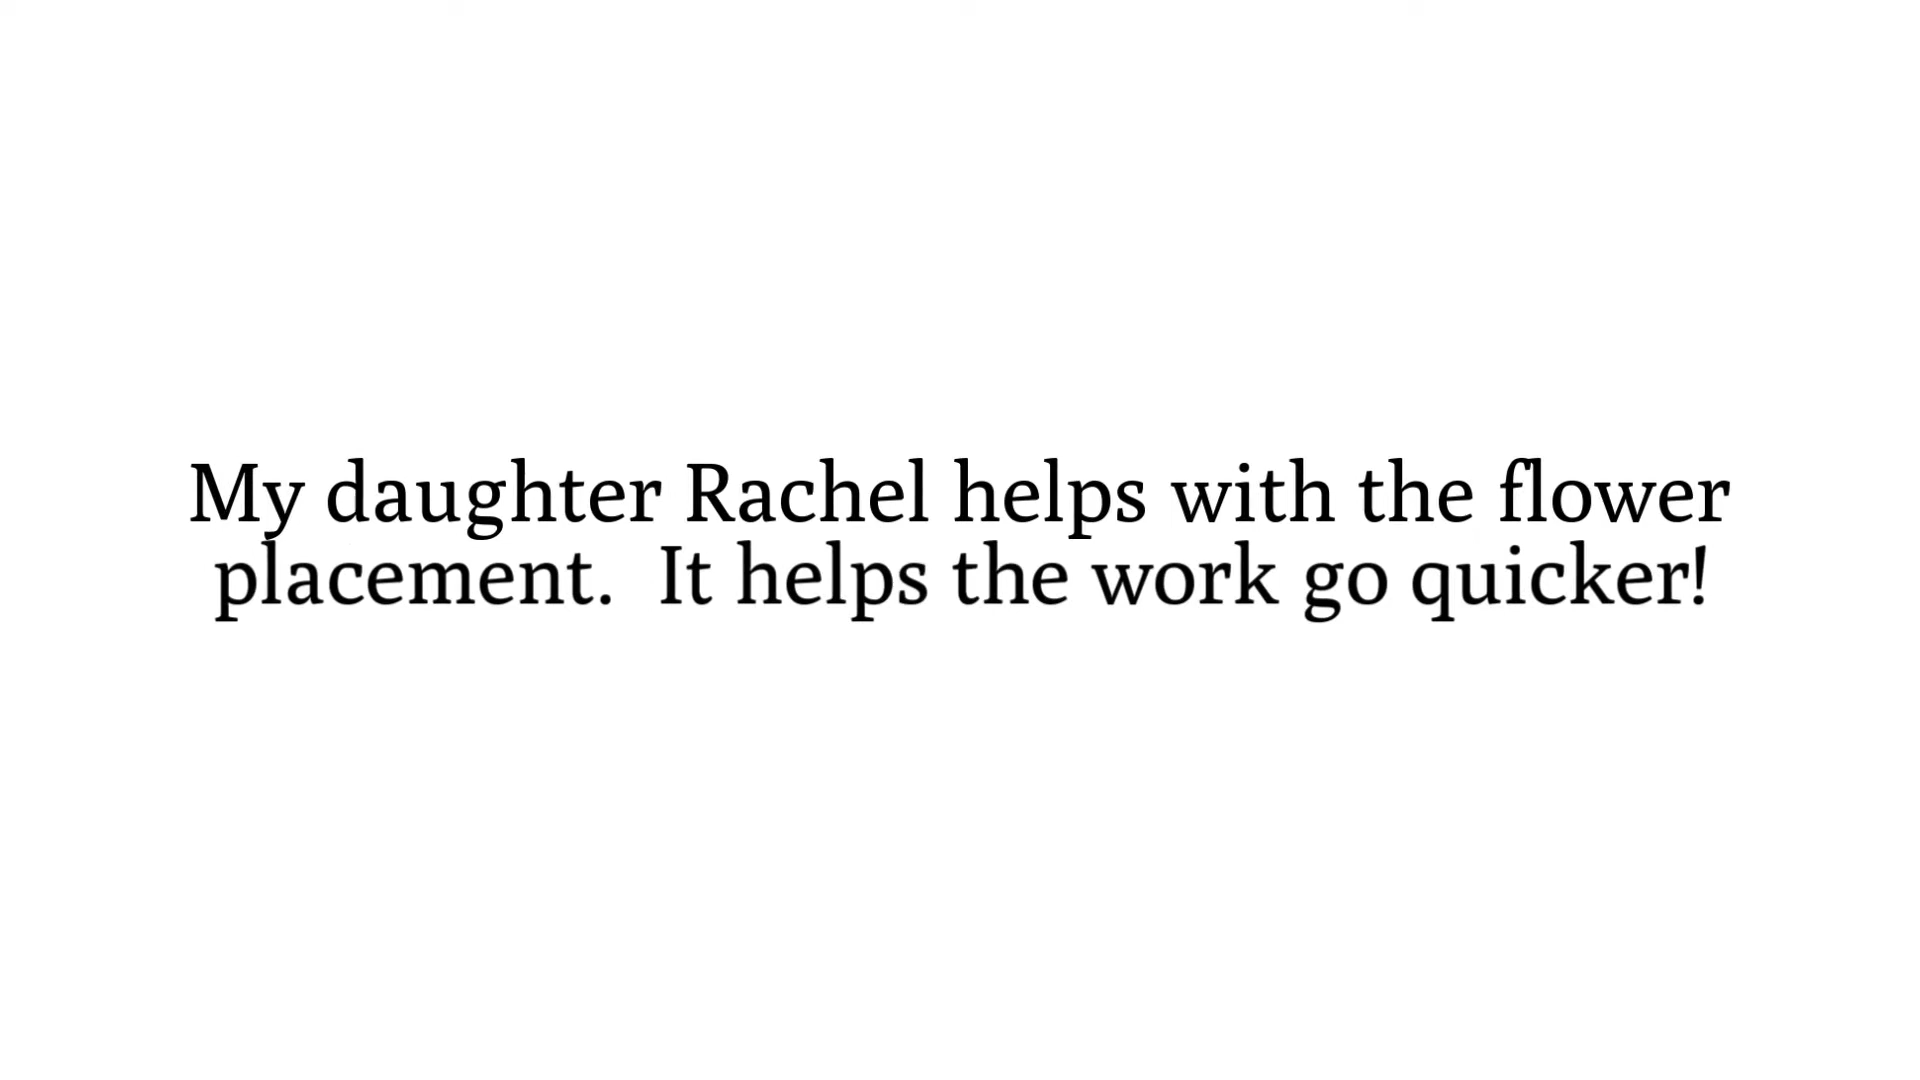 My daughter Rachel helps with the flower
placement.  It helps the work go quicker!